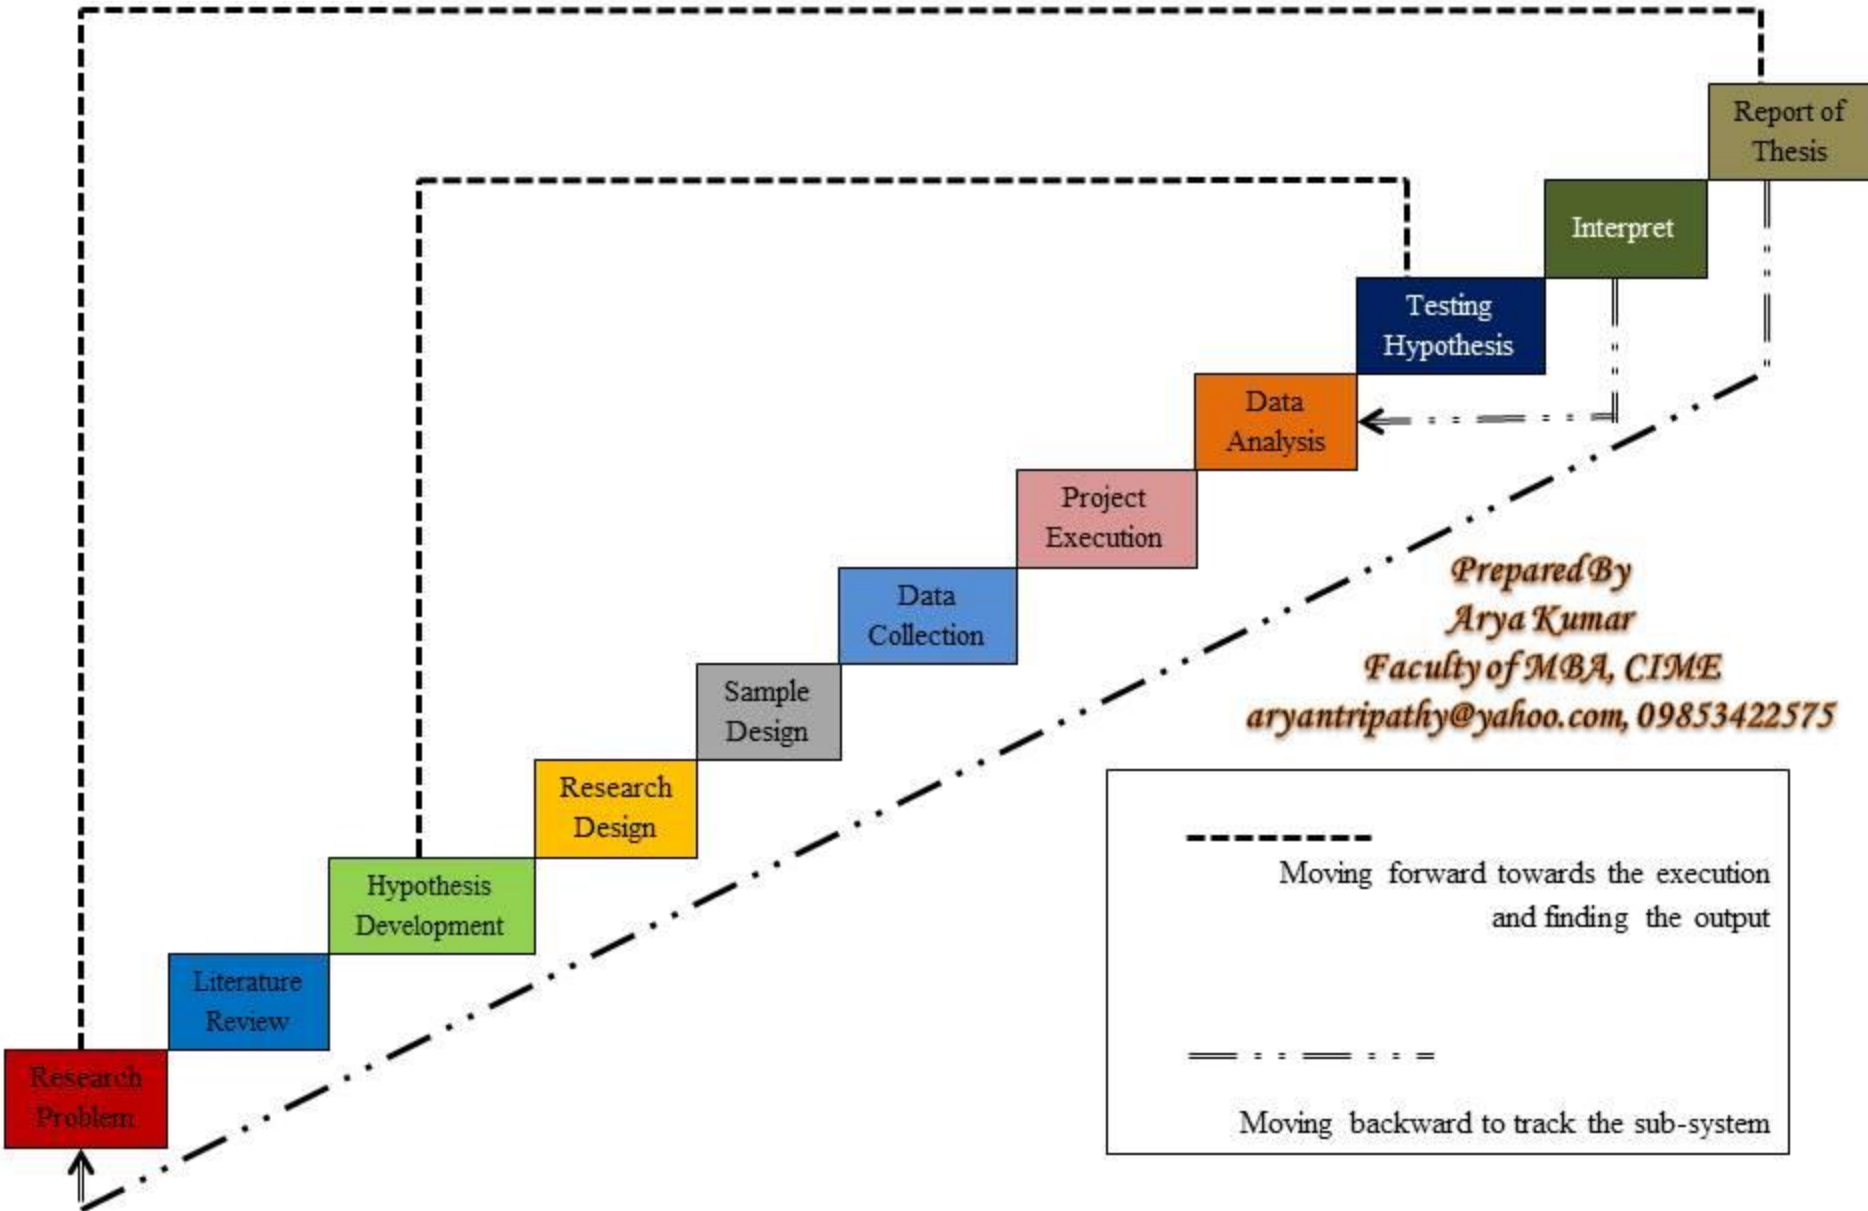 Report of
Thesis
Interpret
Testing
Hypothesis
Data
Analysis
Project
Execution
Data
Collection
Sample
Design
Research
Design
Hypothesis
Development
Literature
Review
Research
Problem
Prepared By
Arya Kumar
Faculty of MBA, CIME
aryantripathy@yahoo.com, 09853422575
Moving forward towards the execution
and finding the output
Moving backward to track the sub-system